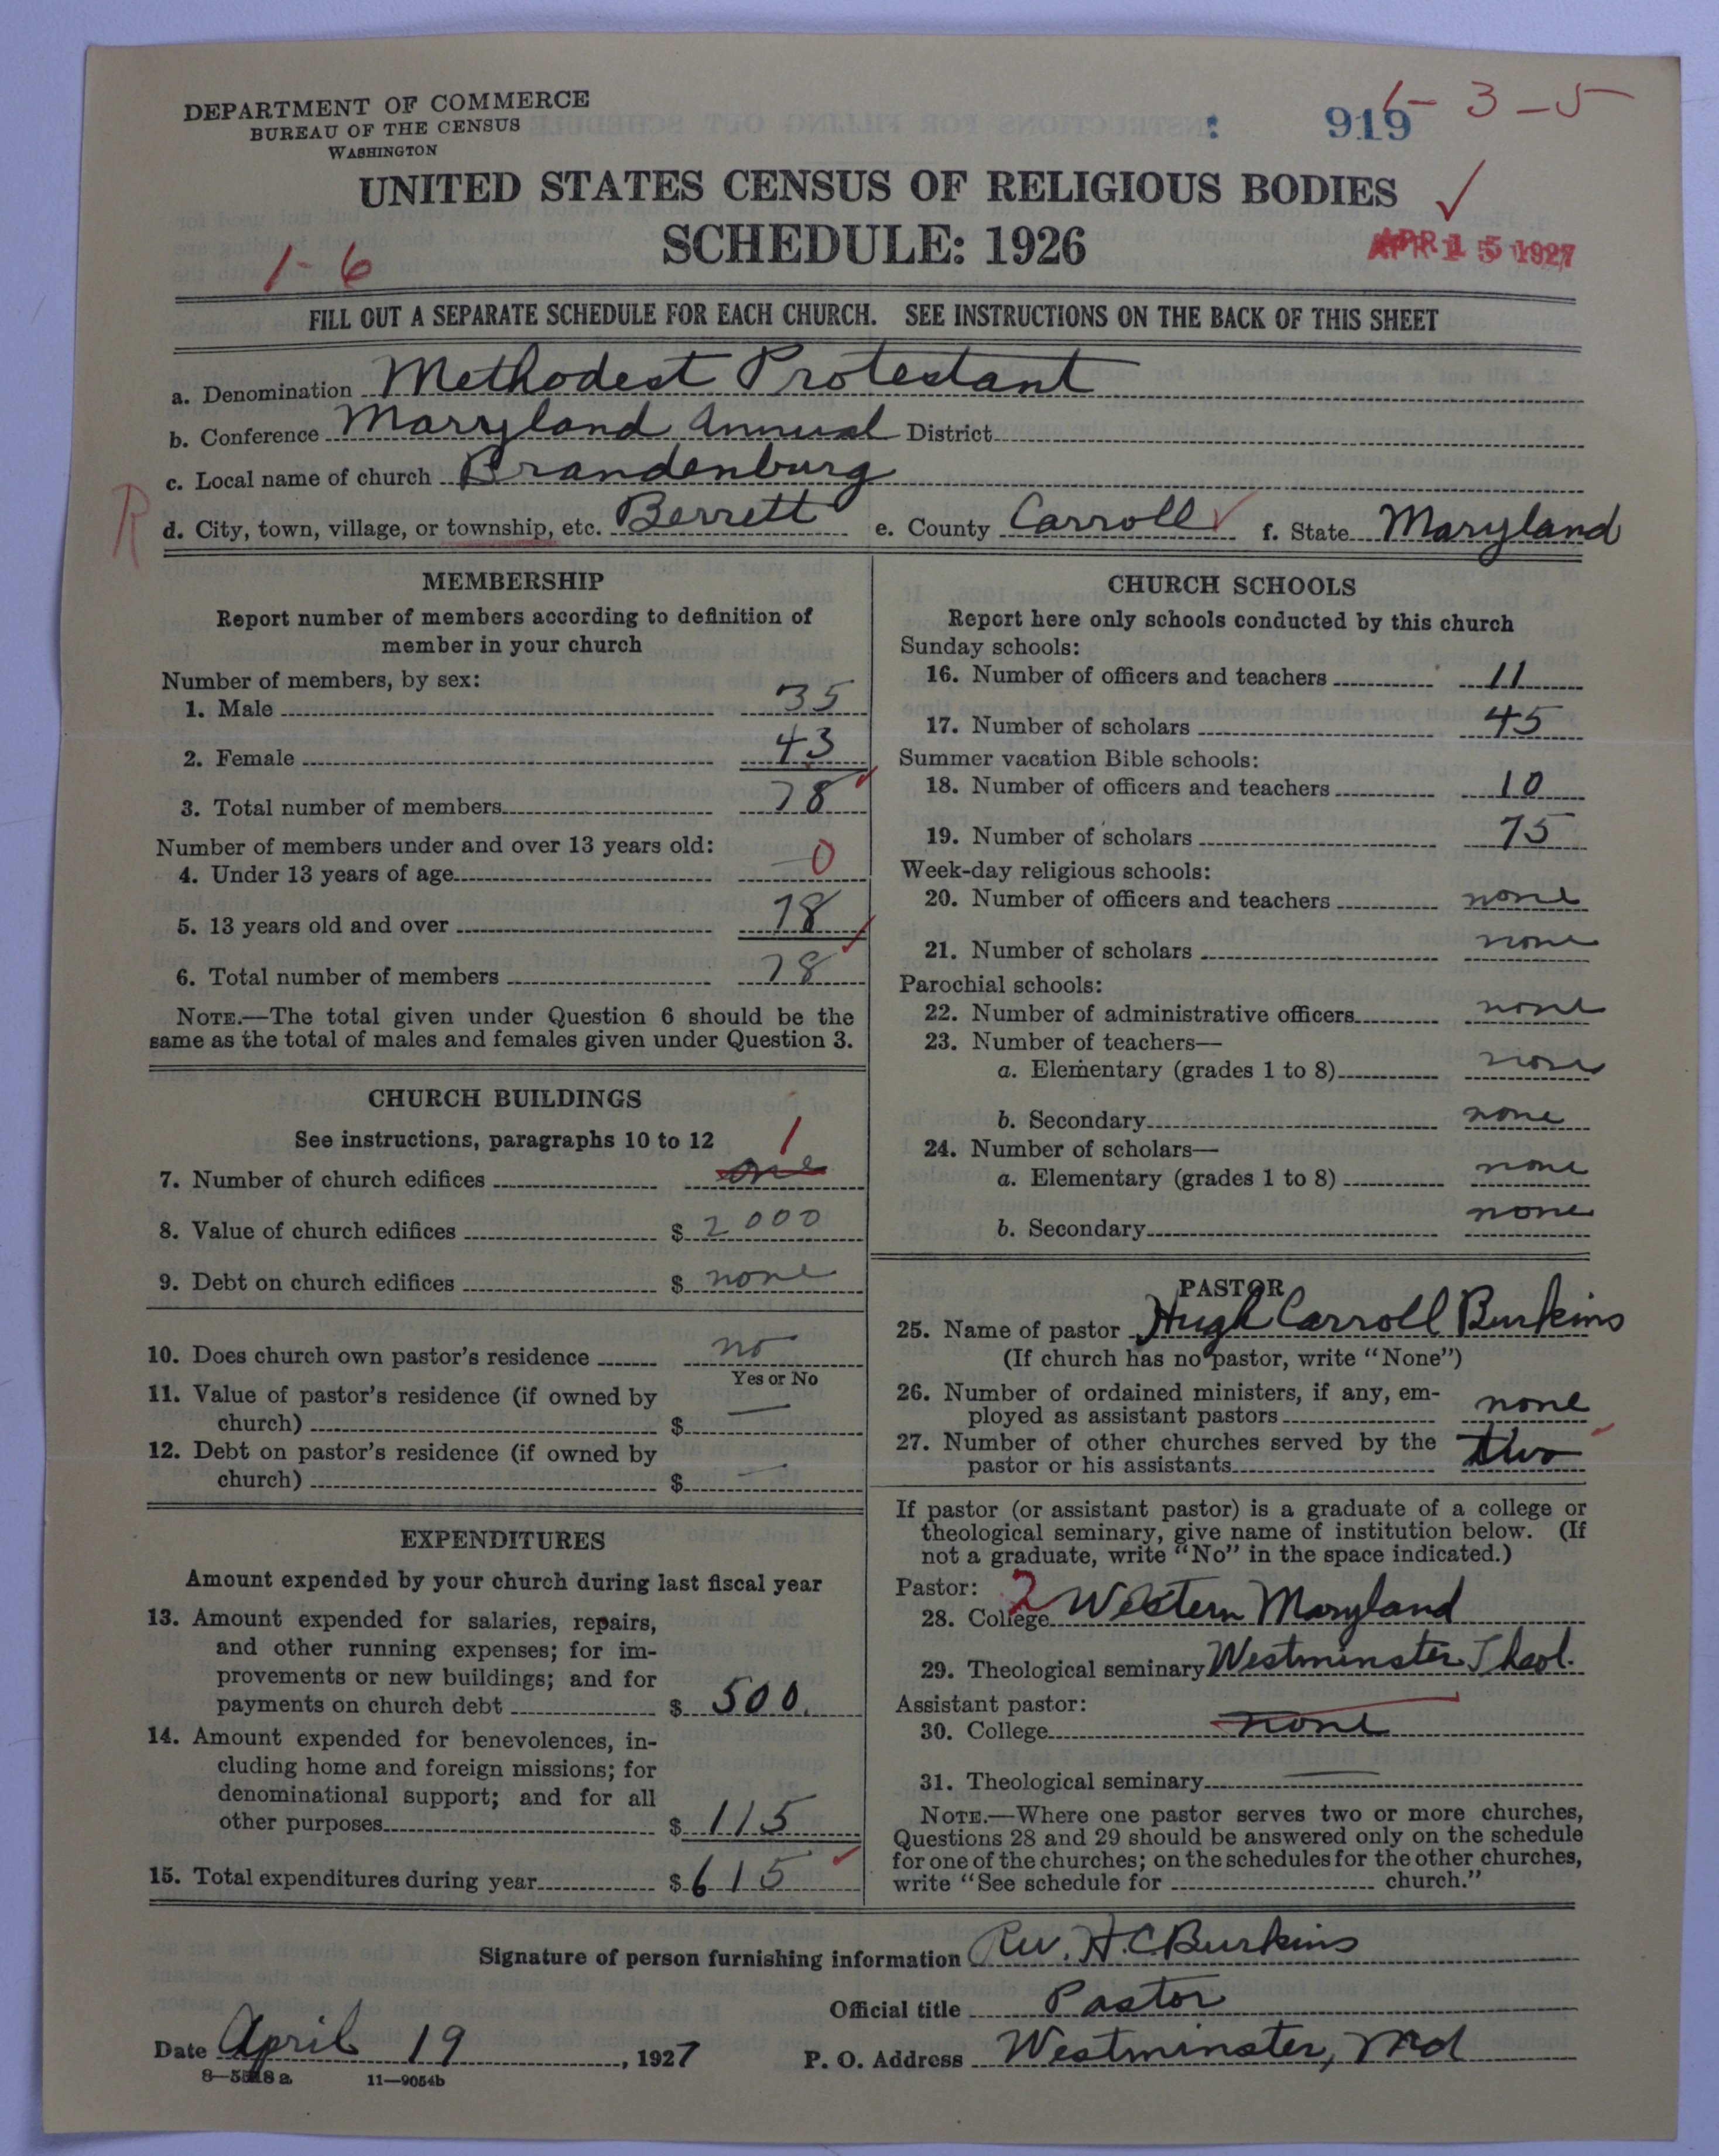 DEPARTMENT OF COMMERCE
BUREAU OF THE CENSUS
WASHINGTON
919
1-3-5
UNITED STATES CENSUS OF RELIGIOUS BODIES
SCHEDULE: 1926
1-6
APR 15 1927
FILL OUT A SEPARATE SCHEDULE FOR EACH CHURCH. SEE INSTRUCTIONS ON THE BACK OF THIS SHEET
a. Denomination Methodest Protestant
b. Conference Marryland Annual District
c. Local name of church Brandenburg
R
d. City, town, village, or township, etc. Berrett e. County Carroll f. State Maryland
MEMBERSHIP
Report number of members according to definition of
member in your church
Number of members, by sex:
1. Male 35
2. Female 43
3. Total number of members 78
Number of members under and over 13 years old:
4. Under 13 years of age 0
5. 13 years old and over 78
6. Total number of members 78
NOTE.—The total given under Question 6 should be the
same as the total of males and females given under Question 3.
CHURCH BUILDINGS
See instructions, paragraphs 10 to 12
1
7. Number of church edifices one
8. Value of church edifices $ 2000
9. Debt on church edifices $ none
10. Does church own pastor's residence no
Yes or No
11. Value of pastor's residence (if owned by
church) $ —
12. Debt on pastor's residence (if owned by
church) $ —
EXPENDITURES
Amount expended by your church during last fiscal year
13. Amount expended for salaries, repairs,
and other running expenses; for im-
provements or new buildings; and for
payments on church debt $ 500.
14. Amount expended for benevolences, in-
cluding home and foreign missions; for
denominational support; and for all
other purposes $ 115
15. Total expenditures during year $ 615
CHURCH SCHOOLS
Report here only schools conducted by this church
Sunday schools:
16. Number of officers and teachers 11
17. Number of scholars 45
Summer vacation Bible schools:
18. Number of officers and teachers 10
19. Number of scholars 75
Week-day religious schools:
20. Number of officers and teachers none
21. Number of scholars none
Parochial schools:
22. Number of administrative officers none
23. Number of teachers—
a. Elementary (grades 1 to 8) none
b. Secondary none
24. Number of scholars—
a. Elementary (grades 1 to 8) none
b. Secondary none
PASTOR
25. Name of pastor Hugh Carroll Burkins
(If church has no pastor, write "None")
26. Number of ordained ministers, if any, em-
ployed as assistant pastors none
27. Number of other churches served by the
pastor or his assistants two
If pastor (or assistant pastor) is a graduate of a college or
theological seminary, give name of institution below. (If
not a graduate, write "No" in the space indicated.)
Pastor: 2
28. College Western Maryland
29. Theological seminary Westminster Theol.
Assistant pastor:
30. College none
31. Theological seminary —
NOTE.—Where one pastor serves two or more churches,
Questions 28 and 29 should be answered only on the schedule
for one of the churches; on the schedules for the other churches,
write "See schedule for church."
Signature of person furnishing information Rev. H.C. Burkins
Official title Pastor
Date April 19, 1927 P. O. Address Westminster, Md
11—9054b